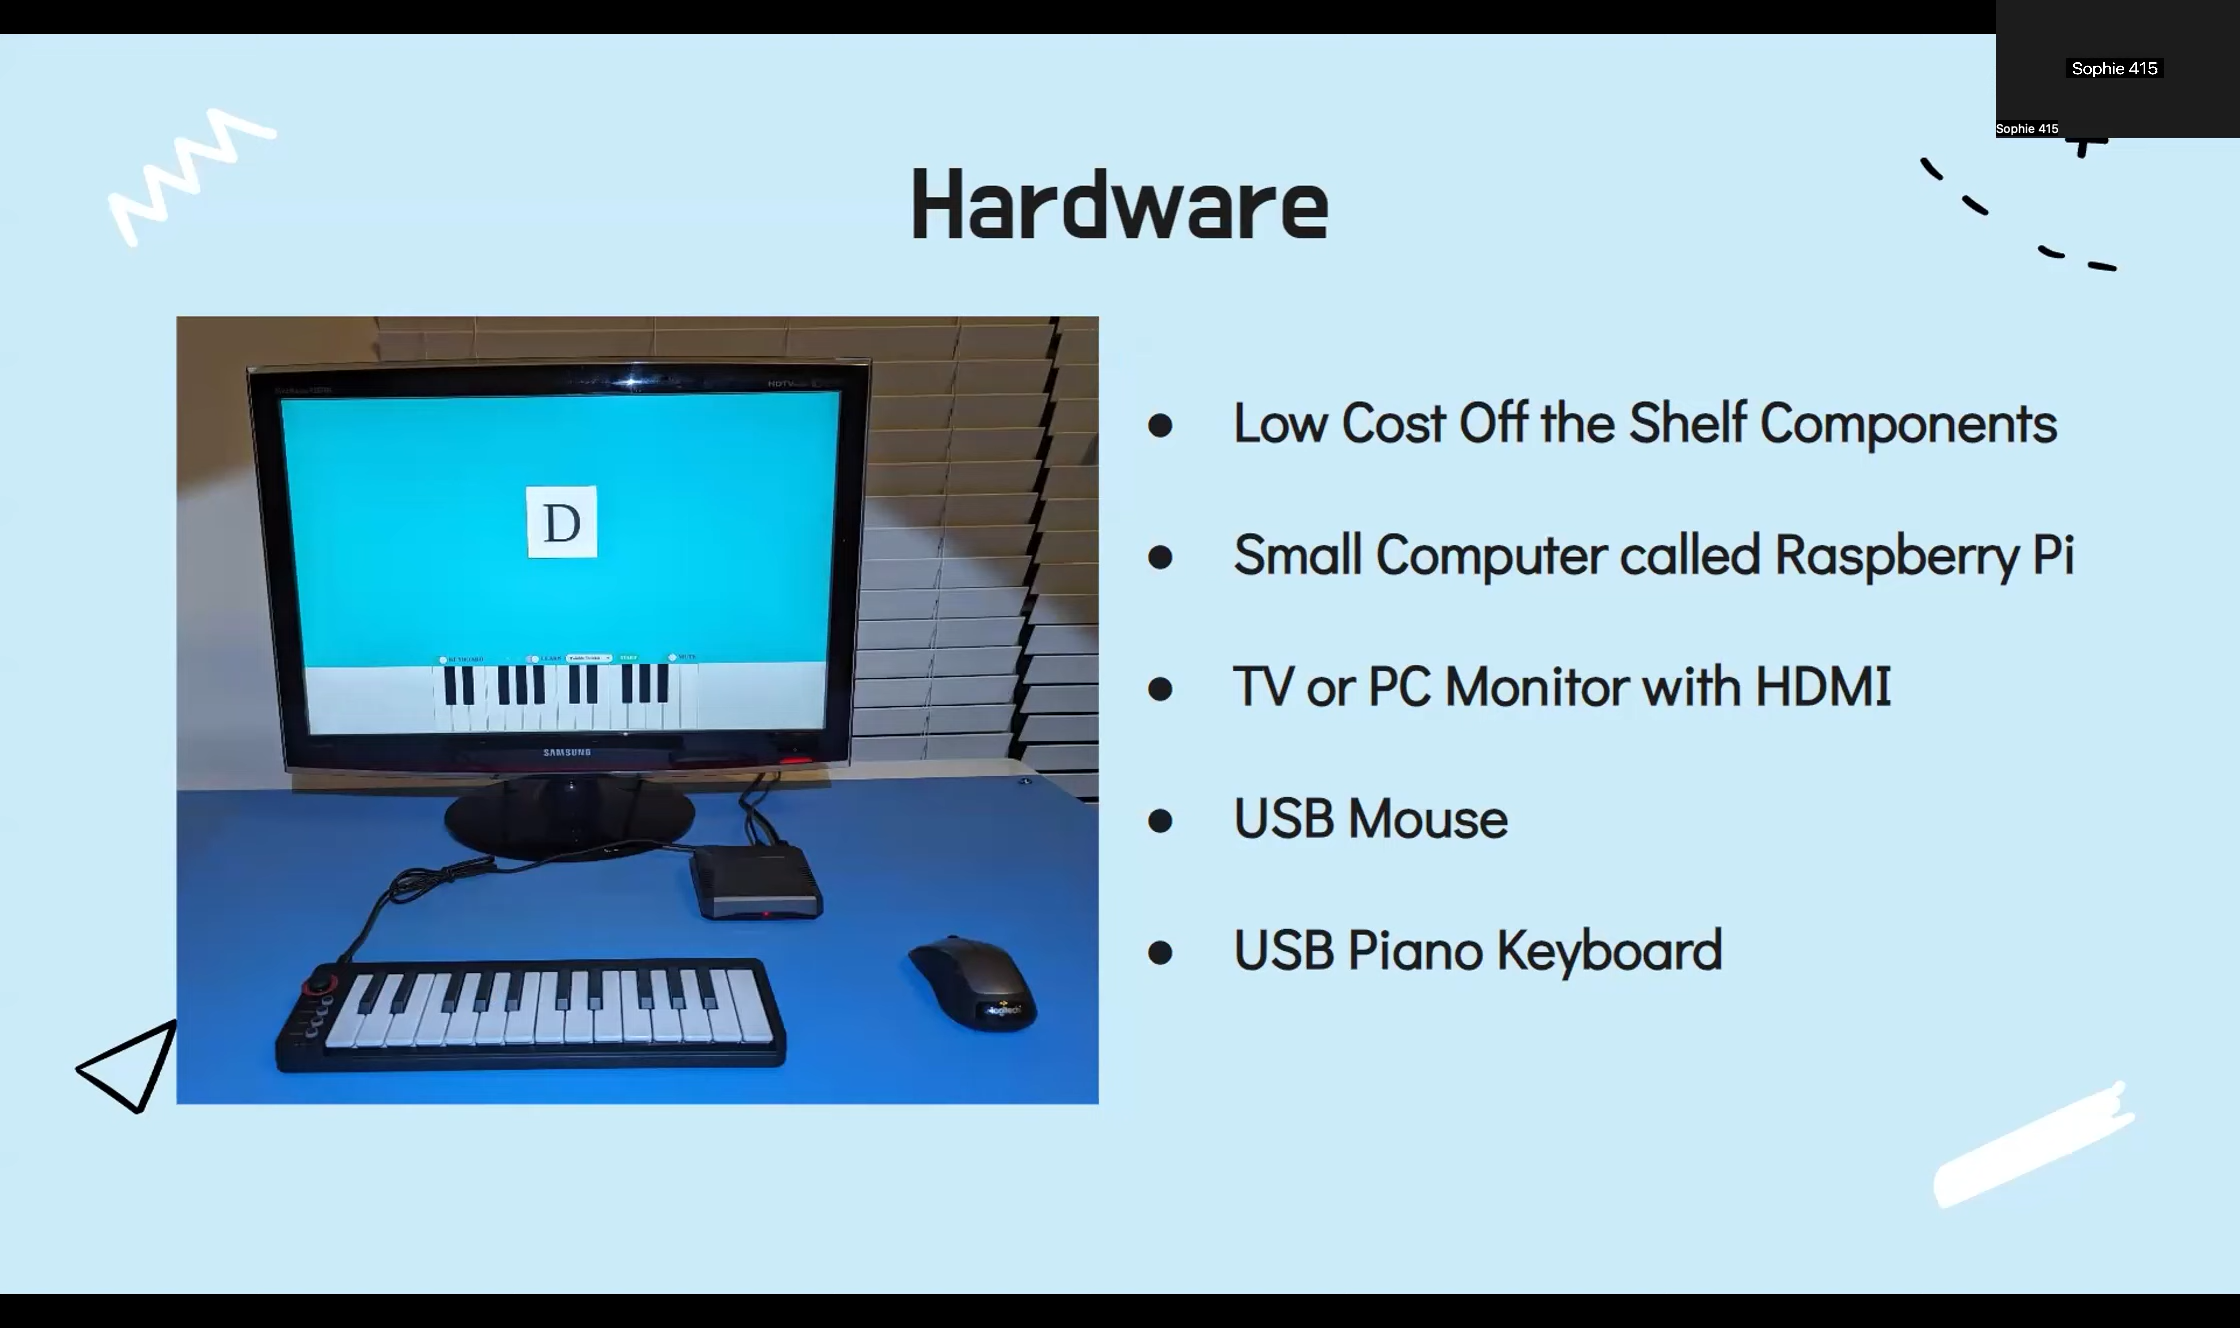 Sophie 415
Sophie 415
Hardware
D
SAMSUNG
● Low Cost Off the Shelf Components
● Small Computer called Raspberry Pi
● TV or PC Monitor with HDMI
● USB Mouse
● USB Piano Keyboard